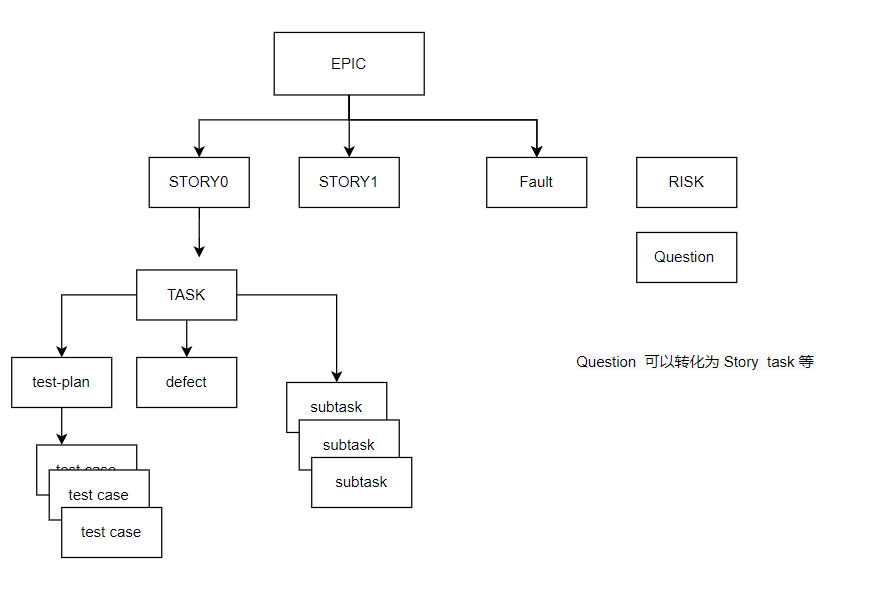 EPIC
STORY0
STORY1
Fault
RISK
Question
TASK
Question 可以转化为 Story task 等
test-plan
defect
subtask
subtask
subtask
test case
test case
test case